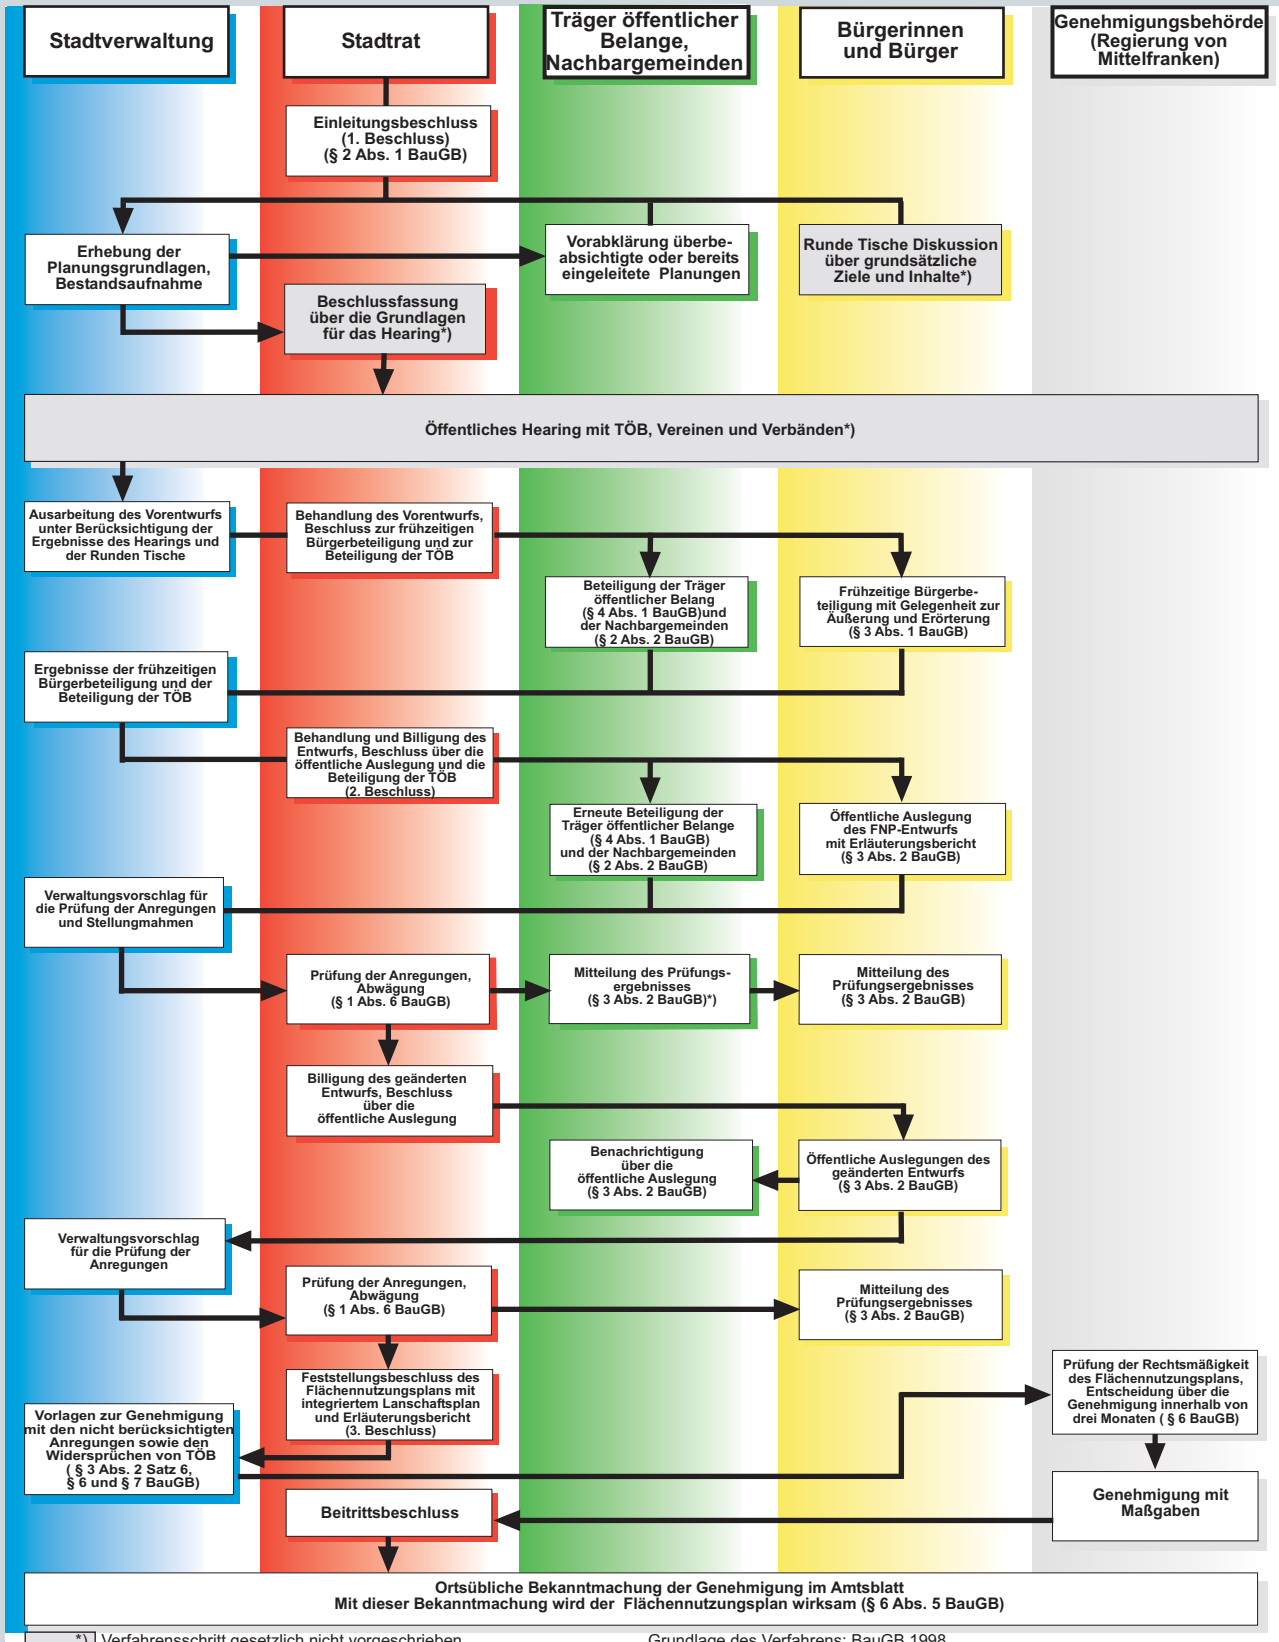 Stadtverwaltung
Stadtrat
Träger öffentlicher
Belange,
Nachbargemeinden
Bürgerinnen
und Bürger
Genehmigungsbehörde
(Regierung von
Mittelfranken)
Einleitungsbeschluss
(1. Beschluss)
(§ 2 Abs. 1 BauGB)
Erhebung der
Planungsgrundlagen,
Bestandsaufnahme
Vorabklärung überbe-
absichtigte oder bereits
eingeleitete Planungen
Runde Tische Diskussion
über grundsätzliche
Ziele und Inhalte*)
Beschlussfassung
über die Grundlagen
für das Hearing*)
Öffentliches Hearing mit TÖB, Vereinen und Verbänden*)
Ausarbeitung des Vorentwurfs
unter Berücksichtigung der
Ergebnisse des Hearings und
der Runden Tische
Behandlung des Vorentwurfs,
Beschluss zur frühzeitigen
Bürgerbeteiligung und zur
Beteiligung der TÖB
Beteiligung der Träger
öffentlicher Belang
(§ 4 Abs. 1 BauGB)und
der Nachbargemeinden
(§ 2 Abs. 2 BauGB)
Frühzeitige Bürgerbe-
teiligung mit Gelegenheit zur
Äußerung und Erörterung
(§ 3 Abs. 1 BauGB)
Ergebnisse der frühzeitigen
Bürgerbeteiligung und der
Beteiligung der TÖB
Behandlung und Billigung des
Entwurfs, Beschluss über die
öffentliche Auslegung und die
Beteiligung der TÖB
(2. Beschluss)
Erneute Beteiligung der
Träger öffentlicher Belange
(§ 4 Abs. 1 BauGB)
und der Nachbargemeinden
(§ 2 Abs. 2 BauGB)
Öffentliche Auslegung
des FNP-Entwurfs
mit Erläuterungsbericht
(§ 3 Abs. 2 BauGB)
Verwaltungsvorschlag für
die Prüfung der Anregungen
und Stellungmahmen
Prüfung der Anregungen,
Abwägung
(§ 1 Abs. 6 BauGB)
Mitteilung des Prüfungs-
ergebnisses
(§ 3 Abs. 2 BauGB)*)
Mitteilung des
Prüfungsergebnisses
(§ 3 Abs. 2 BauGB)
Billigung des geänderten
Entwurfs, Beschluss
über die
öffentliche Auslegung
Benachrichtigung
über die
öffentliche Auslegung
(§ 3 Abs. 2 BauGB)
Öffentliche Auslegungen des
geänderten Entwurfs
(§ 3 Abs. 2 BauGB)
Verwaltungsvorschlag
für die Prüfung der
Anregungen
Prüfung der Anregungen,
Abwägung
(§ 1 Abs. 6 BauGB)
Mitteilung des
Prüfungsergebnisses
(§ 3 Abs. 2 BauGB)
Feststellungsbeschluss des
Flächennutzungsplans mit
integriertem Lanschaftsplan
und Erläuterungsbericht
(3. Beschluss)
Prüfung der Rechtsmäßigkeit
des Flächennutzungsplans,
Entscheidung über die
Genehmigung innerhalb von
drei Monaten ( § 6 BauGB)
Vorlagen zur Genehmigung
mit den nicht berücksichtigten
Anregungen sowie den
Widersprüchen von TÖB
( § 3 Abs. 2 Satz 6,
§ 6 und § 7 BauGB)
Beitrittsbeschluss
Genehmigung mit
Maßgaben
Ortsübliche Bekanntmachung der Genehmigung im Amtsblatt
Mit dieser Bekanntmachung wird der Flächennutzungsplan wirksam (§ 6 Abs. 5 BauGB)
*) Verfahrensschritt gesetzlich nicht vorgeschrieben
Grundlage des Verfahrens: BauGB 1998